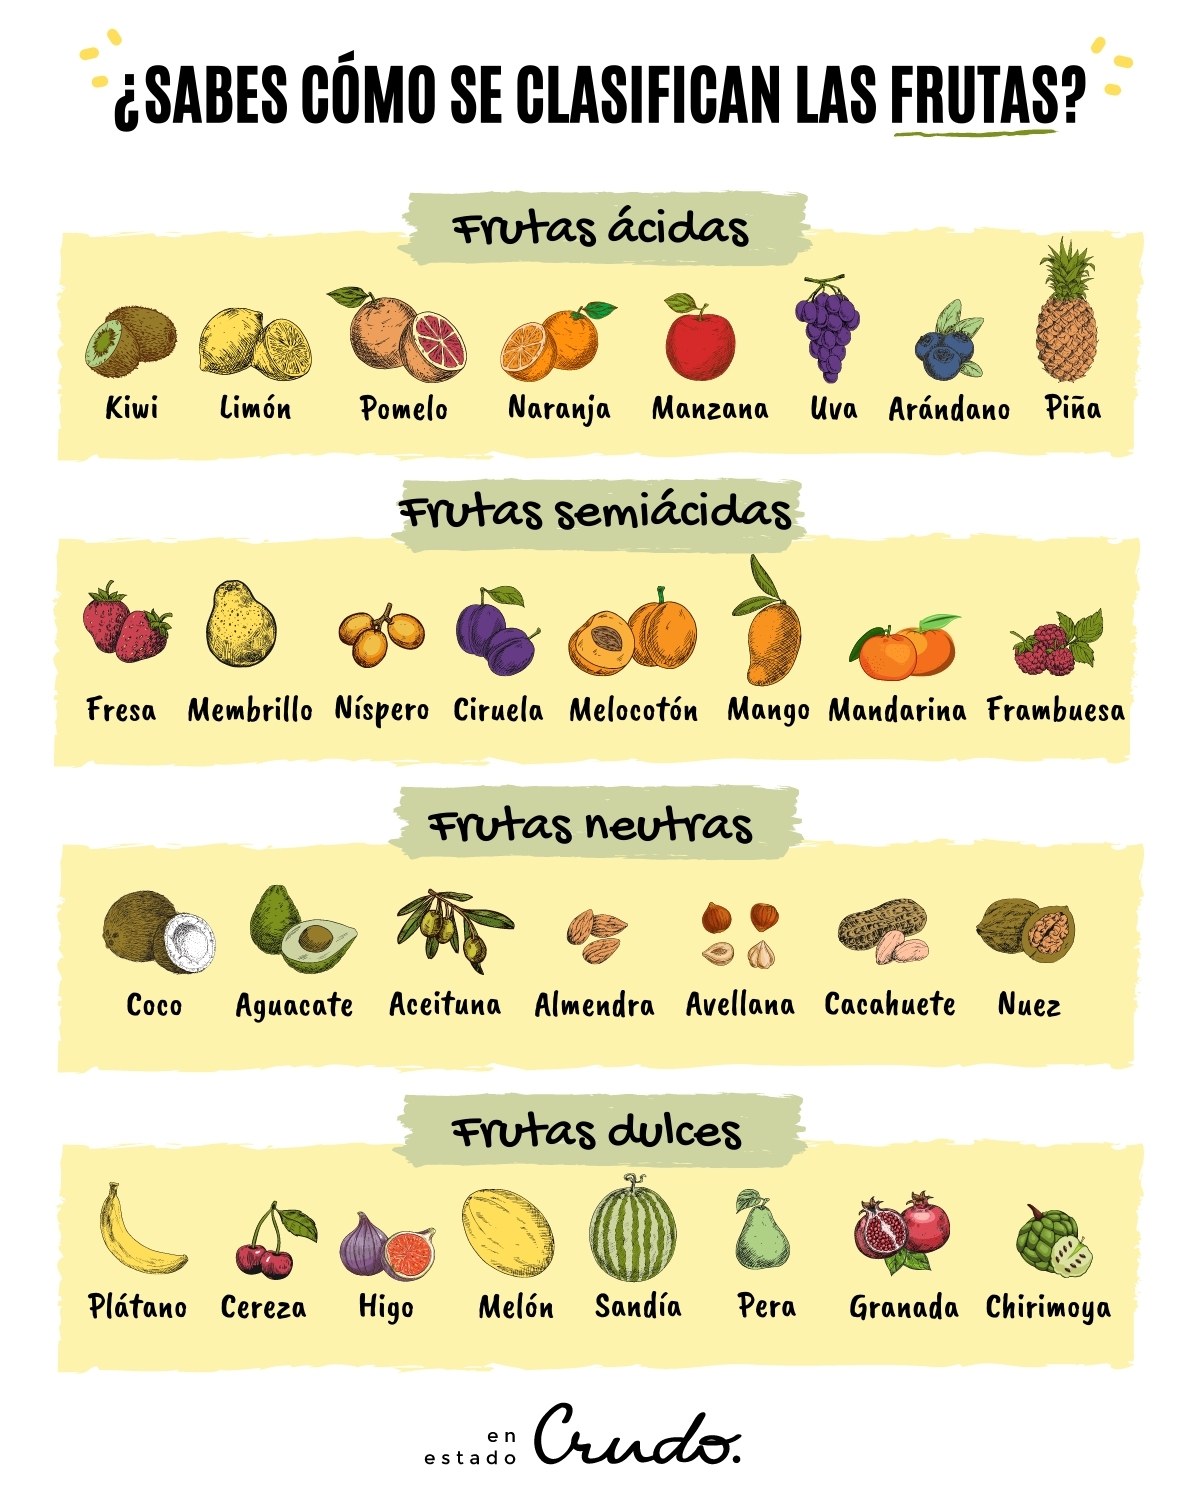 ¿SABES CÓMO SE CLASIFICAN LAS FRUTAS?
Frutas ácidas
Kiwi Limón Pomelo Naranja Manzana Uva Arándano Piña
Frutas semiácidas
Fresa Membrillo Níspero Ciruela Melocotón Mango Mandarina Frambuesa
Frutas neutras
Coco Aguacate Aceituna Almendra Avellana Cacahuete Nuez
Frutas dulces
Plátano Cereza Higo Melón Sandía Pera Granada Chirimoya
en
estado Crudo.